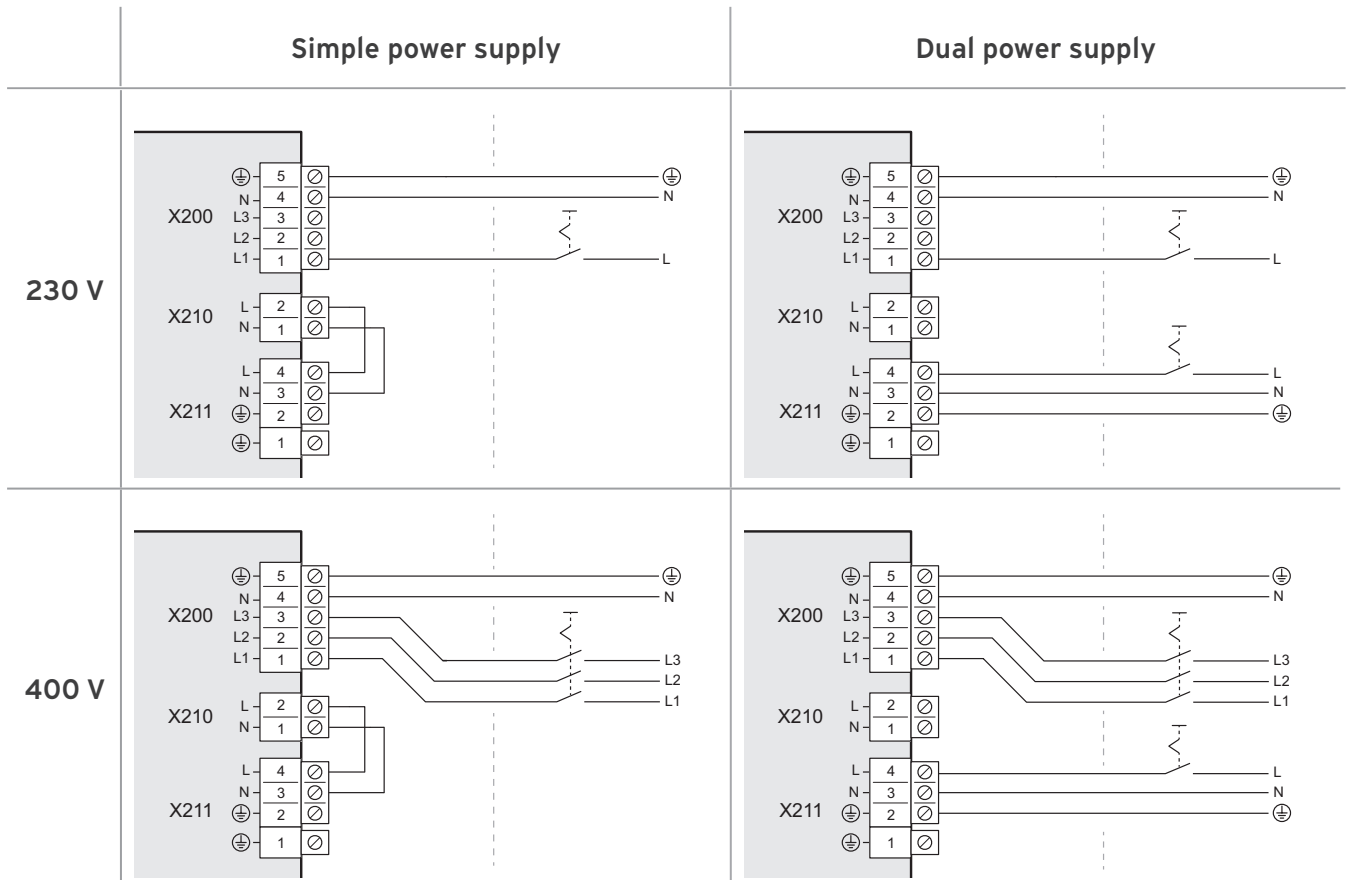 Simple power supply
Dual power supply
230 V
X200
5
N 4 N
L3 3
L2 2
L1 1 L
X210
L 2
N 1
X211
L 4
N 3
2
1
X200
5
N 4 N
L3 3
L2 2
L1 1 L
X210
L 2
N 1
X211
L 4 L
N 3 N
2
1
400 V
X200
5
N 4 N
L3 3 L3
L2 2 L2
L1 1 L1
X210
L 2
N 1
X211
L 4
N 3
2
1
X200
5
N 4 N
L3 3 L3
L2 2 L2
L1 1 L1
X210
L 2
N 1
X211
L 4 L
N 3 N
2
1